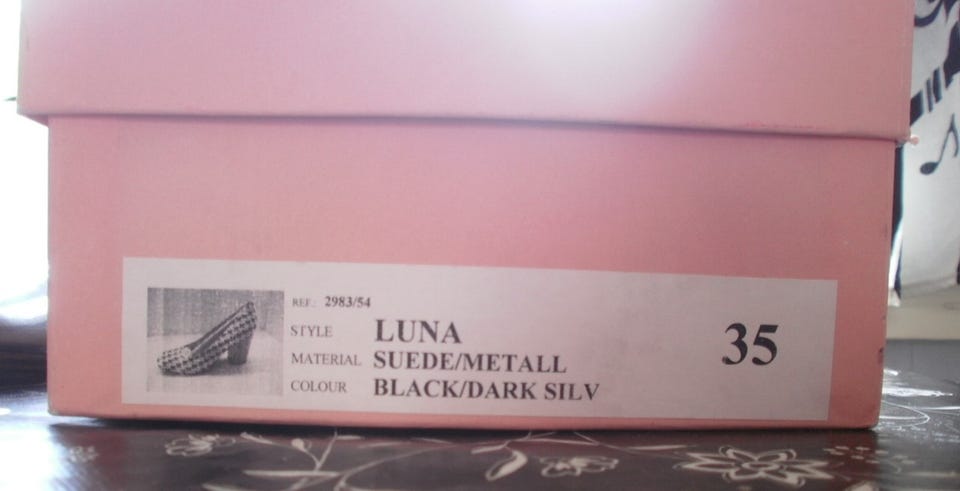 REF.: 2983/54
STYLE LUNA
MATERIAL SUEDE/METALL
COLOUR BLACK/DARK SILV
35